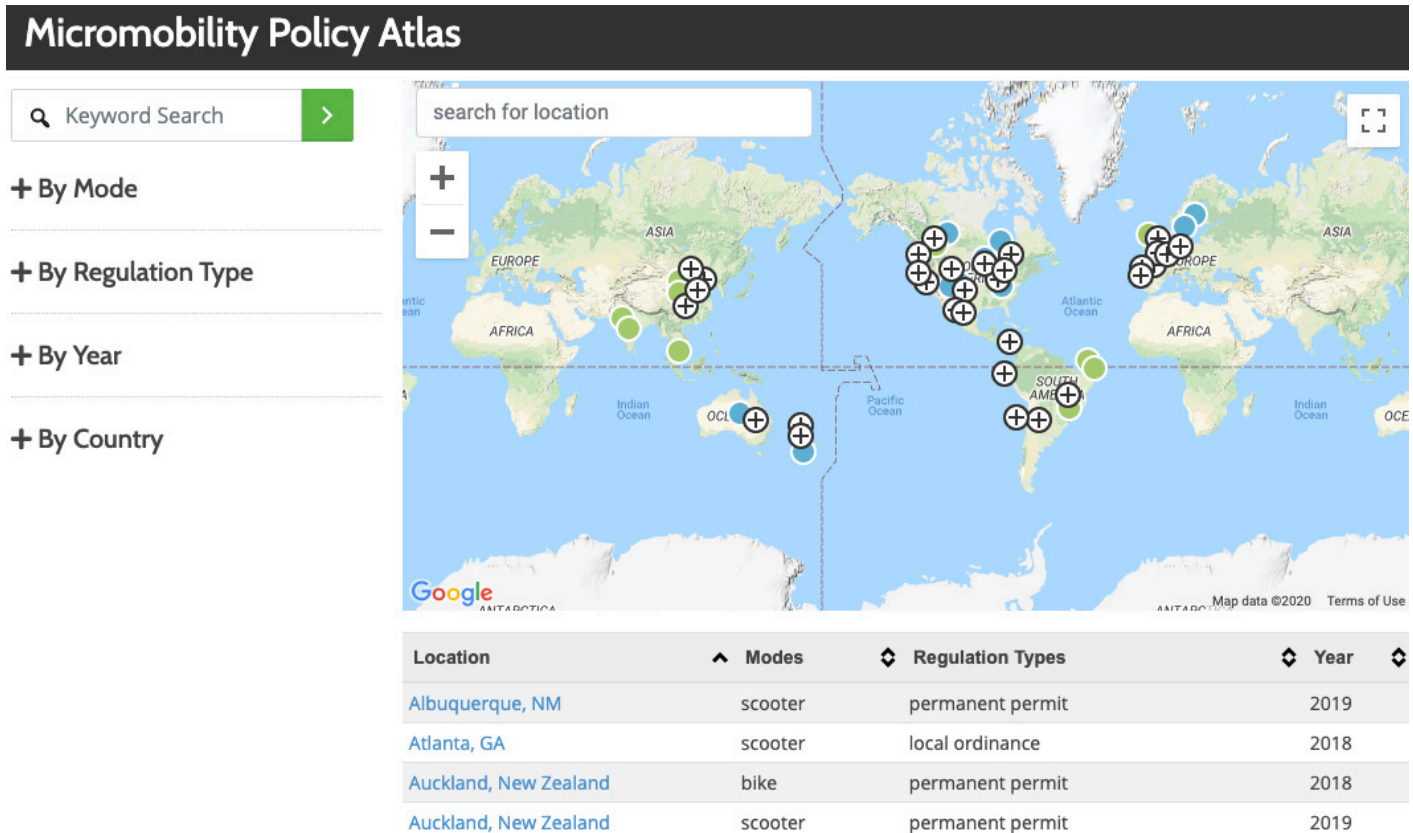 Micromobility Policy Atlas
Keyword Search
By Mode
By Regulation Type
By Year
By Country
search for location
ASIA
EUROPE
AFRICA
Indian
Ocean
Pacific
Ocean
Atlantic
Ocean
SOUTH
AFRICA
ASIA
Indian
Ocean
Google
Map data ©2020 Terms of Use
Location Modes Regulation Types Year
Albuquerque, NM scooter permanent permit 2019
Atlanta, GA scooter local ordinance 2018
Auckland, New Zealand bike permanent permit 2018
Auckland, New Zealand scooter permanent permit 2019